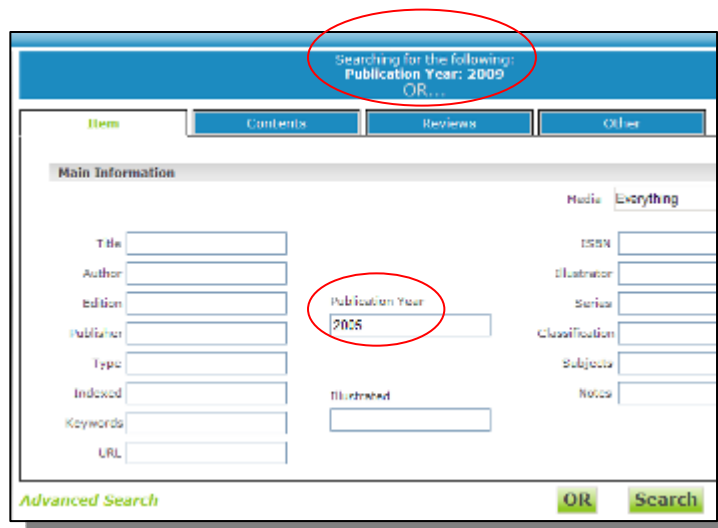 Searching for the following:
Publication Year: 2009
OR...
Item Contents Reviews Other
Main Information
Media Everything
Title ISBN
Author Illustrator
Edition Publication Year Series
Publisher 2005 Classification
Type Subjects
Indexed Illustrated Notes
Keywords
URL
Advanced Search OR Search